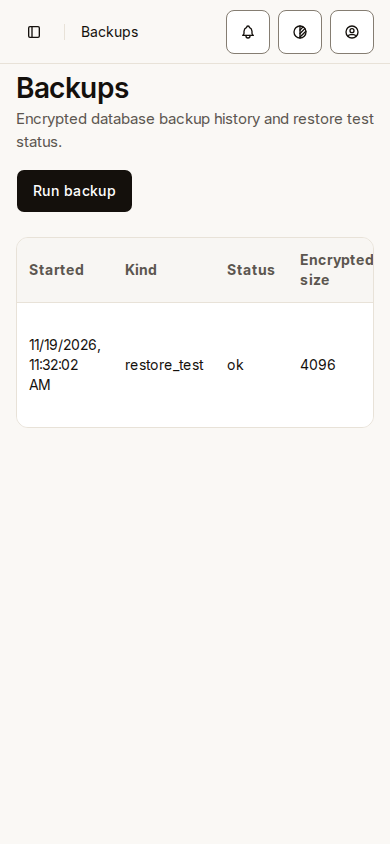 Backups
Backups
Encrypted database backup history and restore test
status.
Run backup
Started Kind Status Encrypted
size
11/19/2026,
11:32:02
AM
restore_test ok 4096